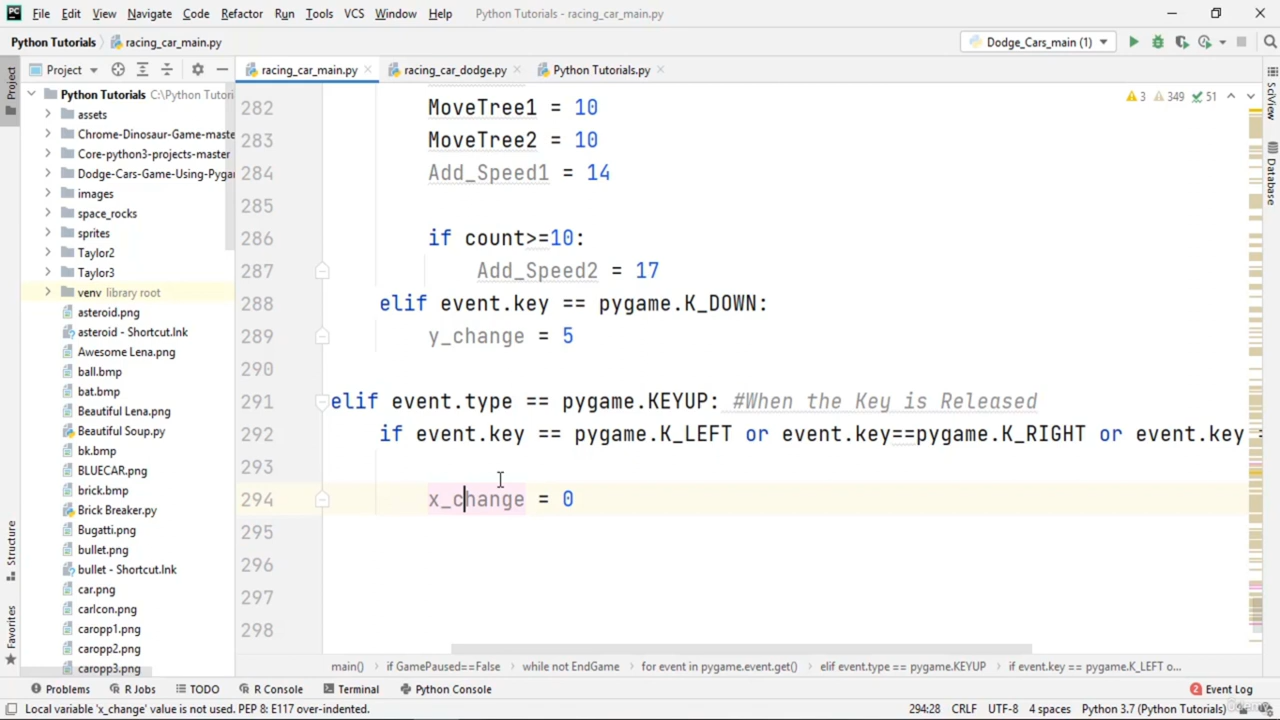 File Edit View Navigate Code Refactor Run Tools VCS Window Help Python Tutorials - racing_car_main.py
Python Tutorials racing_car_main.py Dodge_Cars_main (1)
Project racing_car_main.py racing_car_dodge.py Python Tutorials.py
Project
Python Tutorials C:\Python Tutori
assets
Chrome-Dinosaur-Game-master
Core-python3-projects-master
Dodge-Cars-Game-Using-Pygar
images
space_rocks
sprites
Taylor2
Taylor3
venv library root
asteroid.png
asteroid - Shortcut.lnk
Awesome Lena.png
ball.bmp
bat.bmp
Beautiful Lena.png
Beautiful Soup.py
bk.bmp
BLUECAR.png
brick.bmp
Brick Breaker.py
Bugatti.png
bullet.png
bullet - Shortcut.lnk
car.png
carIcon.png
caropp1.png
caropp2.png
caropp3.png
Structure
Favorites
3 349 51
282 MoveTree1 = 10
283 MoveTree2 = 10
284 Add_Speed1 = 14
285
286 if count>=10:
287 Add_Speed2 = 17
288 elif event.key == pygame.K_DOWN:
289 y_change = 5
290
291 elif event.type == pygame.KEYUP: #When the Key is Released
292 if event.key == pygame.K_LEFT or event.key==pygame.K_RIGHT or event.key =
293
294 x_change = 0
295
296
297
298
SciView
Database
main() if GamePaused==False while not EndGame for event in pygame.event.get() elif event.type == pygame.KEYUP if event.key == pygame.K_LEFT o...
Problems R Jobs TODO R Console Terminal Python Console Event Log
Local variable 'x_change' value is not used. PEP 8: E117 over-indented. 294:28 CRLF UTF-8 4 spaces Python 3.7 (Python Tutorials)